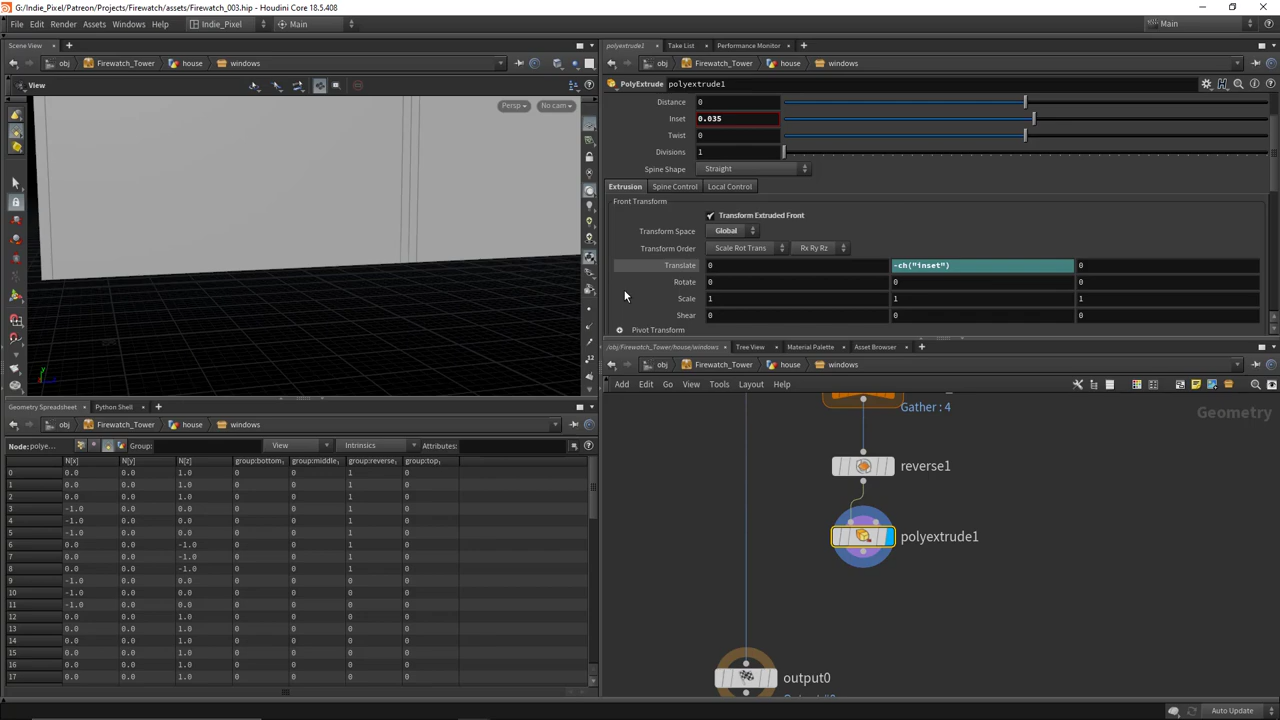 G:/Indie_Pixel/Patreon/Projects/Firewatch/assets/Firewatch_003.hip - Houdini Core 18.5.408
File Edit Render Assets Windows Help Indie_Pixel Main Main
Scene View
obj Firewatch_Tower house windows
View
Persp No cam
Geometry Spreadsheet Python Shell
obj Firewatch_Tower house windows
Node: polye... Group: View Intrinsics Attributes:
N[x] N[y] N[z] group:bottom group:middle group:reverse group:top
0 0.0 0.0 1.0 0 0 1 0
1 0.0 0.0 1.0 0 0 1 0
2 0.0 0.0 1.0 0 0 1 0
3 -1.0 0.0 0.0 0 0 1 0
4 -1.0 0.0 0.0 0 0 1 0
5 -1.0 0.0 0.0 0 0 1 0
6 0.0 0.0 -1.0 0 0 1 0
7 0.0 0.0 -1.0 0 0 1 0
8 0.0 0.0 -1.0 0 0 1 0
9 -1.0 0.0 0.0 0 0 0 0
10 -1.0 0.0 0.0 0 0 0 0
11 -1.0 0.0 0.0 0 0 0 0
12 0.0 0.0 1.0 0 0 0 0
13 0.0 0.0 1.0 0 0 0 0
14 0.0 0.0 1.0 0 0 0 0
15 0.0 0.0 1.0 0 0 0 0
16 0.0 0.0 1.0 0 0 0 0
17 0.0 0.0 1.0 0 0 0 0
polyextrude1 Take List Performance Monitor
obj Firewatch_Tower house windows
PolyExtrude polyextrude1
Distance 0
Inset 0.035
Twist 0
Divisions 1
Spine Shape Straight
Extrusion Spine Control Local Control
Front Transform
Transform Extruded Front
Transform Space Global
Transform Order Scale Rot Trans Rx Ry Rz
Translate 0 -ch("inset") 0
Rotate 0 0 0
Scale 1 1 1
Shear 0 0 0
Pivot Transform
/obj/Firewatch_Tower/house/windows Tree View Material Palette Asset Browser
obj Firewatch_Tower house windows
Add Edit Go View Tools Layout Help
Geometry
Gather : 4
reverse1
polyextrude1
output0
Auto Update